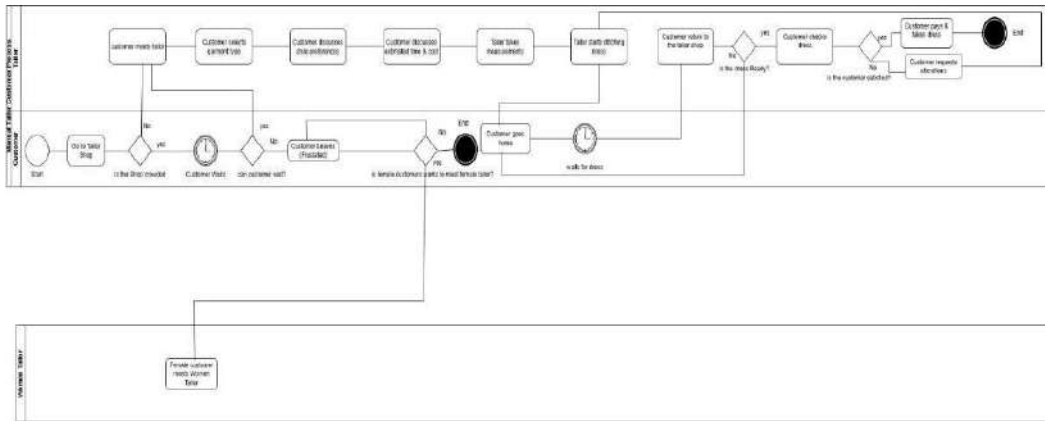 Manual Tailor Customer Process
Tailor
customer meets tailor
Customer selects
garment type
Customer discusses
style preferences
Customer discusses
estimated time & cost
Tailor takes
measurements
Tailor starts stitching
dress
Customer return to
the tailor shop
yes
No
Is the dress Ready?
Customer checks
dress
yes
No
Is the customer satisfied?
Customer pays &
takes dress
End
Customer requests
alterations
Customer
Start
Go to Tailor
Shop
No
yes
Is the Shop crowded
Customer Waits
yes
No
can customer wait?
Customer Leaves
(Frustated)
No
yes
End
is female customers wants to meet female tailor?
Customer goes
home
waits for dress
Women Tailor
Female customer
meets Women
Tailor